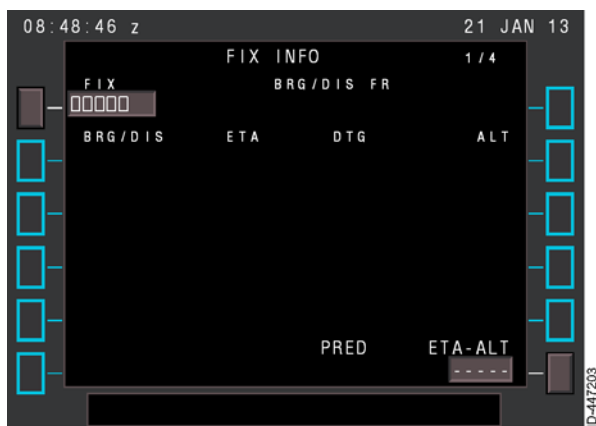 08:48:46 z 21 JAN 13
FIX INFO 1/4
FIX BRG/DIS FR
▯▯▯▯▯
BRG/DIS ETA DTG ALT
PRED ETA-ALT
-----
D-447203